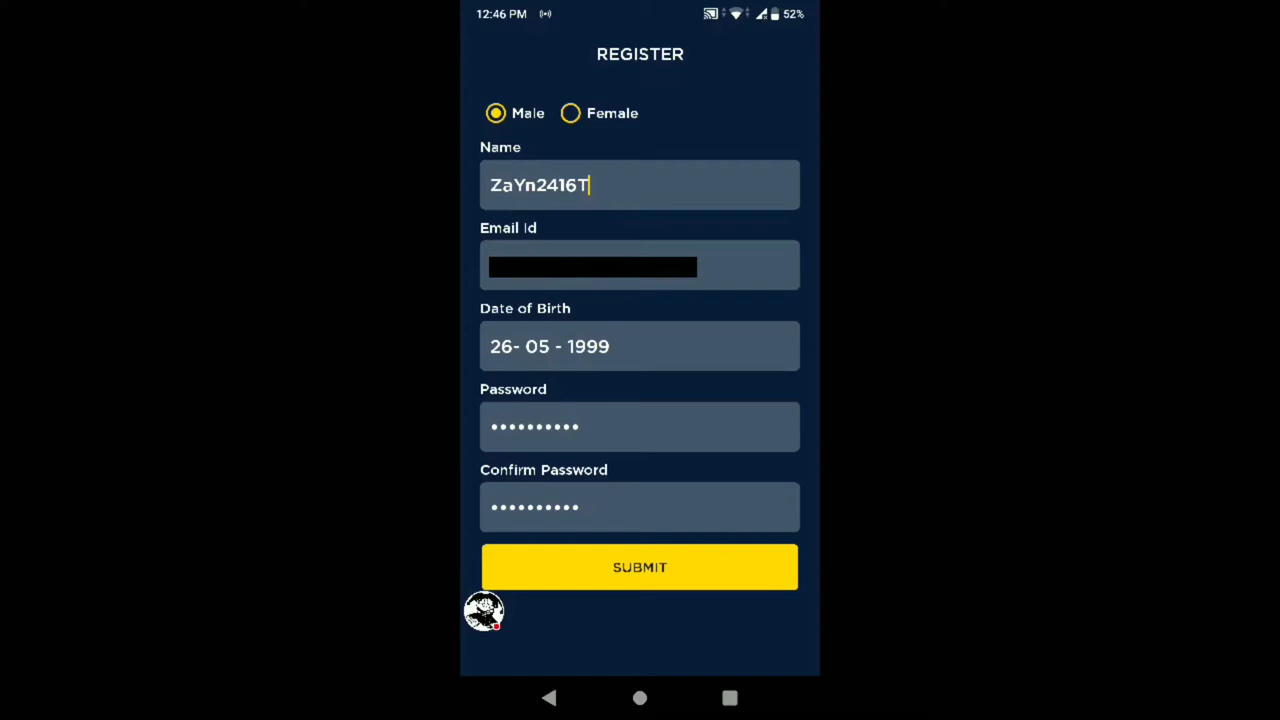 12:46 PM 52%
REGISTER
Male Female
Name
ZaYn2416T
Email Id
Date of Birth
26- 05 - 1999
Password
••••••••••
Confirm Password
••••••••••
SUBMIT